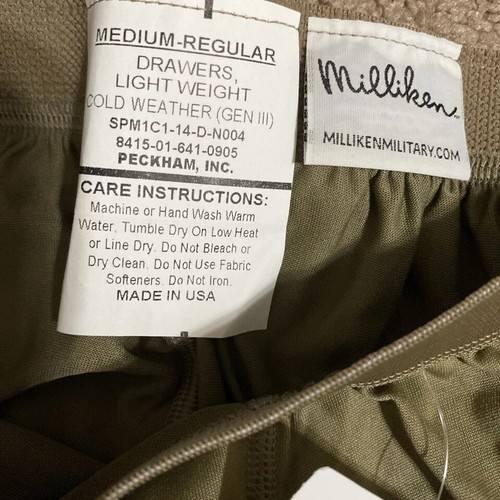 MEDIUM-REGULAR
DRAWERS,
LIGHT WEIGHT
COLD WEATHER (GEN III)
SPM1C1-14-D-N004
8415-01-641-0905
PECKHAM, INC.
CARE INSTRUCTIONS:
Machine or Hand Wash Warm
Water, Tumble Dry On Low Heat
or Line Dry. Do Not Bleach or
Dry Clean. Do Not Use Fabric
Softeners. Do Not Iron.
MADE IN USA
Milliken
MILLIKENMILITARY.COM